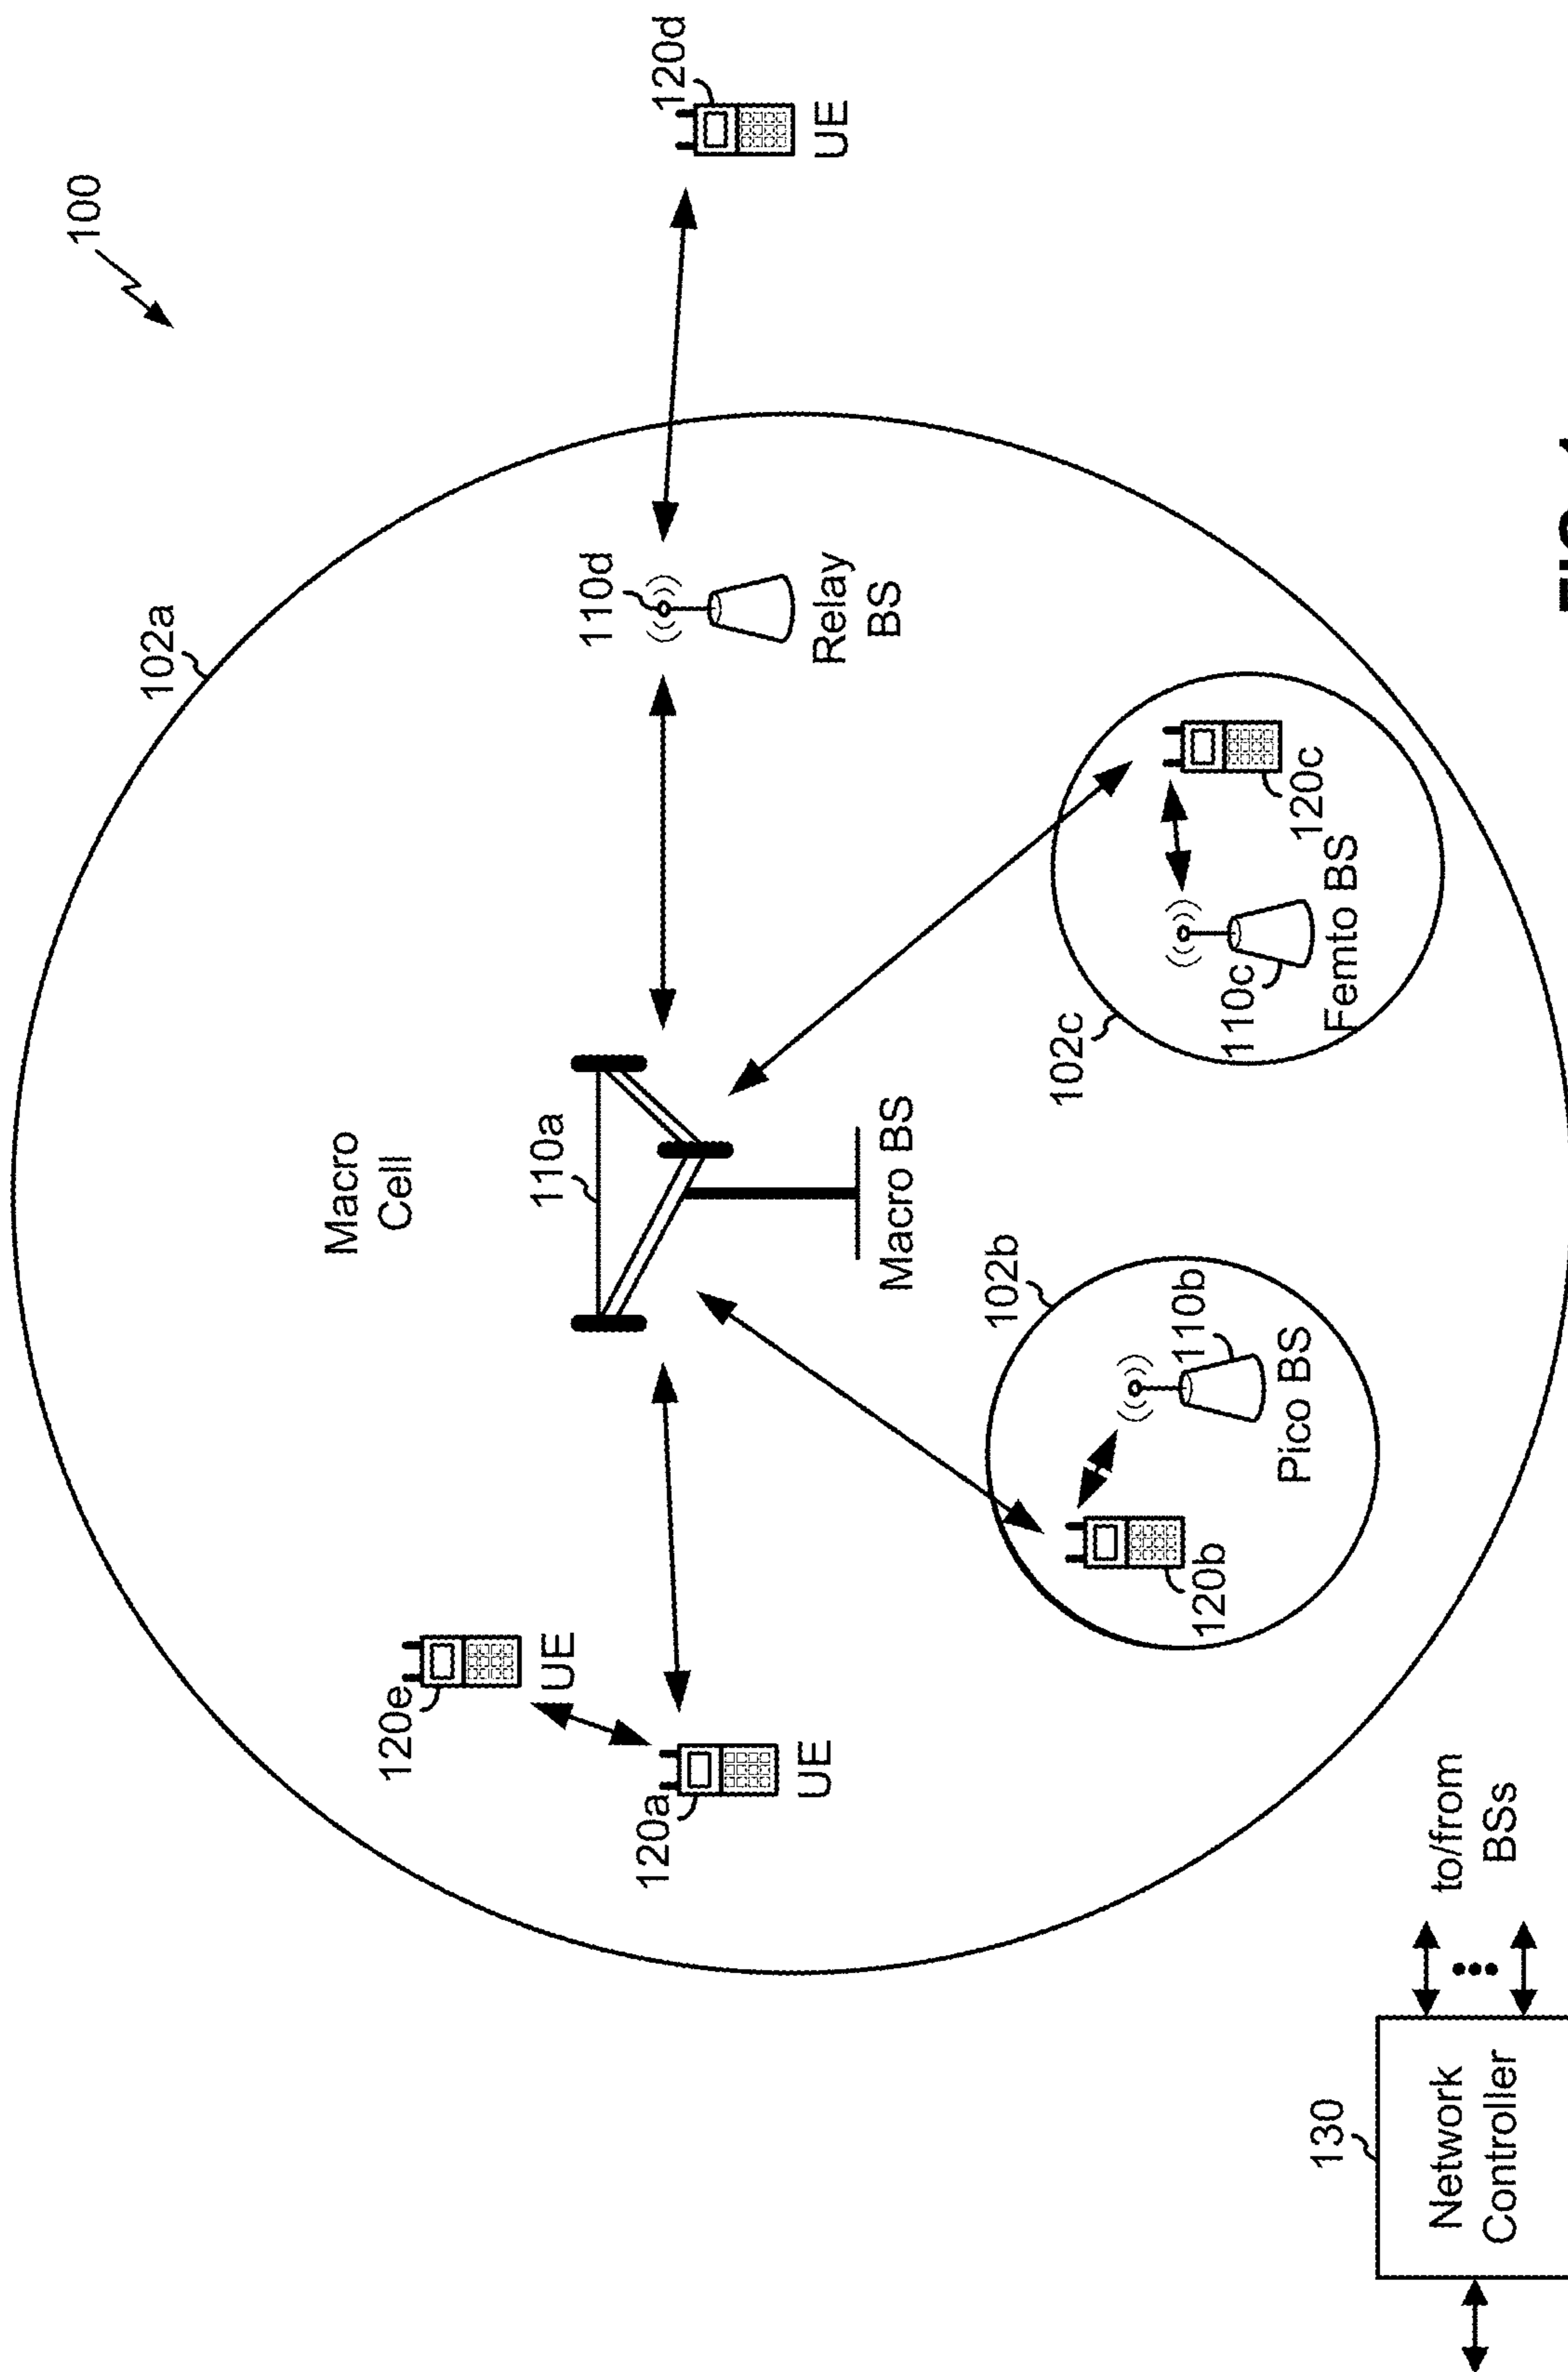 100
102a
Macro
Cell
110a
110d
120d
UE
Relay
BS
120e
UE
120a
UE
Macro BS
102b
110b
Pico BS
120b
102c
110c
Femto BS
120c
130
Network
Controller
to/from
BSs